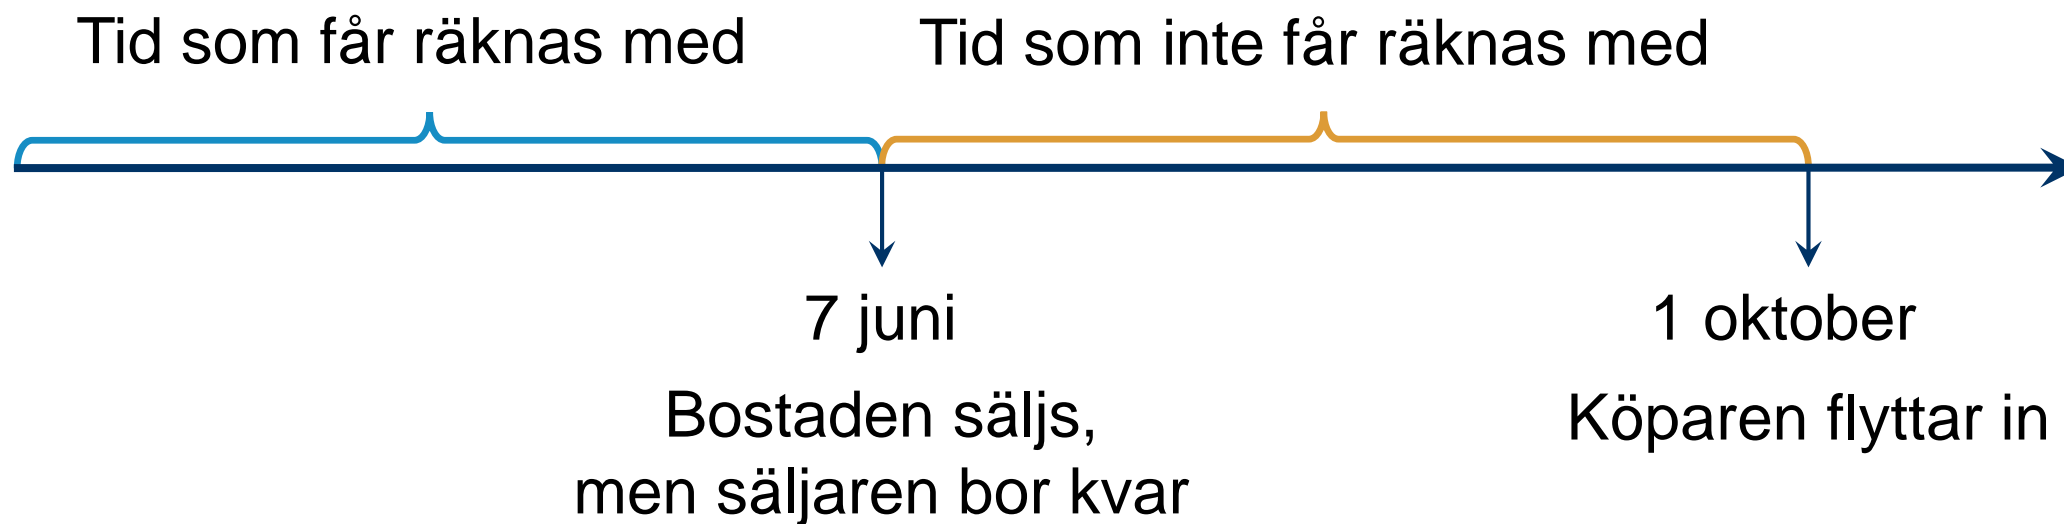 Tid som får räknas med
Tid som inte får räknas med
7 juni
Bostaden säljs,
men säljaren bor kvar
1 oktober
Köparen flyttar in